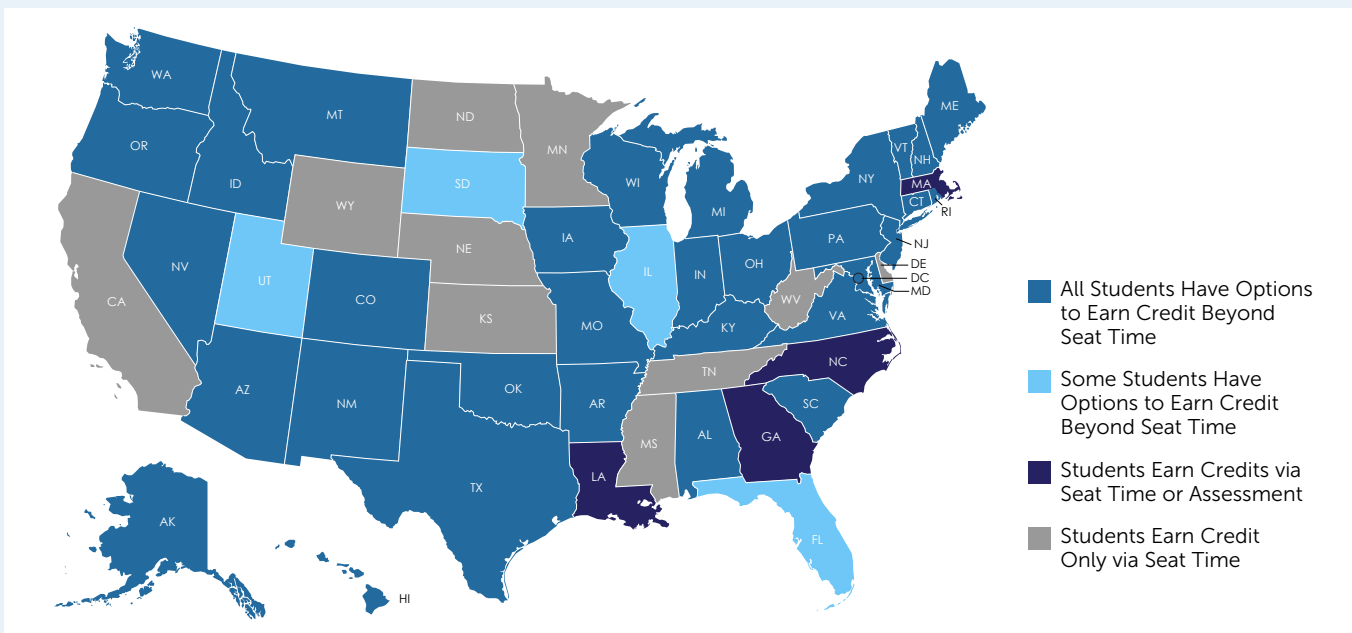 WA
MT
ND
MN
ME
OR
ID
WY
SD
WI
MI
NY
VT
NH
MA
CT
RI
NV
UT
CO
NE
IA
IL
IN
OH
PA
NJ
DE
DC
MD
CA
KS
MO
KY
WV
VA
AZ
NM
OK
AR
TN
NC
SC
TX
LA
MS
AL
GA
FL
AK
HI
All Students Have Options
to Earn Credit Beyond
Seat Time
Some Students Have
Options to Earn Credit
Beyond Seat Time
Students Earn Credits via
Seat Time or Assessment
Students Earn Credit
Only via Seat Time